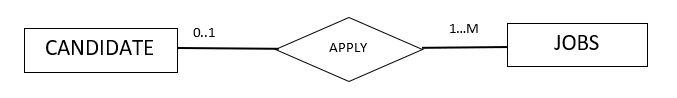 CANDIDATE
0..1
APPLY
1...M
JOBS